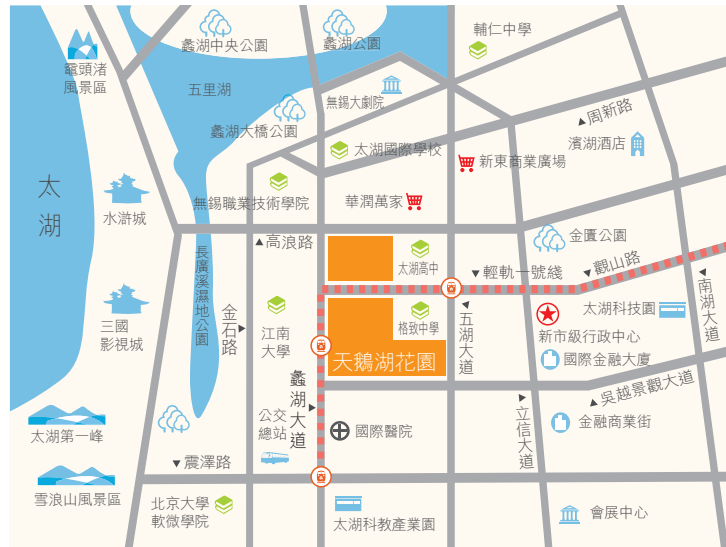 蠡湖中央公園
蠡湖公園
輔仁中學
黿頭渚
風景區
五里湖
無錫大劇院
蠡湖大橋公園
周新路
濱湖酒店
太湖國際學校
新東商業廣場
太湖
水滸城
無錫職業技術學院
華潤萬家
高浪路
金匱公園
太湖高中
輕軌一號綫
觀山路
南湖大道
長廣溪濕地公園
金石路
三國
影視城
江南
大學
格致中學
五湖大道
太湖科技園
新市級行政中心
天鵝湖花園
國際金融大廈
蠡湖大道
吳越景觀大道
立信大道
太湖第一峰
公交
總站
國際醫院
金融商業街
震澤路
雪浪山風景區
北京大學
軟微學院
太湖科教產業園
會展中心